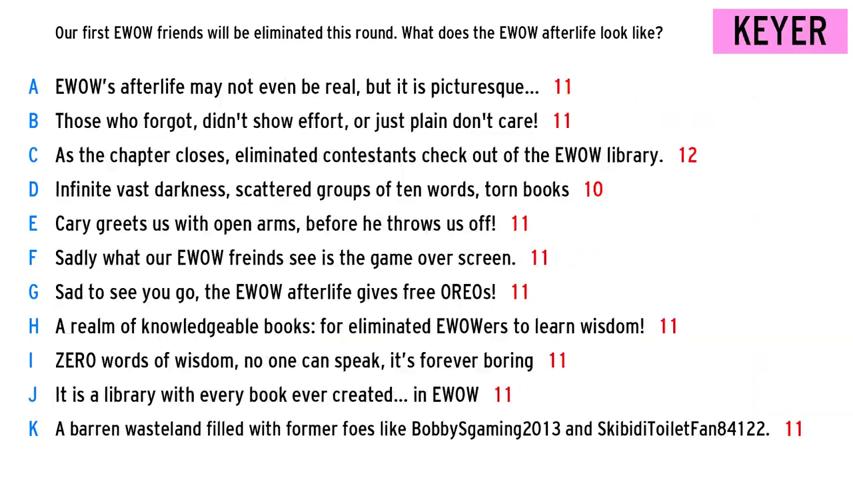 Our first EWOW friends will be eliminated this round. What does the EWOW afterlife look like?
KEYER
A EWOW's afterlife may not even be real, but it is picturesque... 11
B Those who forgot, didn't show effort, or just plain don't care! 11
C As the chapter closes, eliminated contestants check out of the EWOW library. 12
D Infinite vast darkness, scattered groups of ten words, torn books 10
E Cary greets us with open arms, before he throws us off! 11
F Sadly what our EWOW freinds see is the game over screen. 11
G Sad to see you go, the EWOW afterlife gives free OREOs! 11
H A realm of knowledgeable books: for eliminated EWOWers to learn wisdom! 11
I ZERO words of wisdom, no one can speak, it's forever boring 11
J It is a library with every book ever created... in EWOW 11
K A barren wasteland filled with former foes like BobbySgaming2013 and SkibidiToiletFan84122. 11